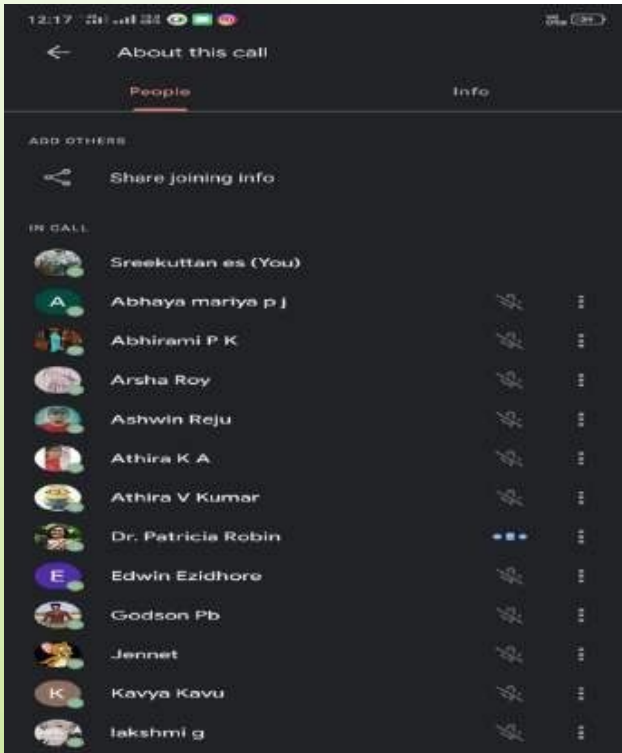 12:17
About this call
People Info
ADD OTHERS
Share joining info
IN CALL
Sreekuttan es (You)
A Abhaya mariya p j
Abhirami P K
Arsha Roy
Ashwin Reju
Athira K A
Athira V Kumar
Dr. Patricia Robin
E Edwin Ezidhore
Godson Pb
Jennet
K Kavya Kavu
lakshmi g